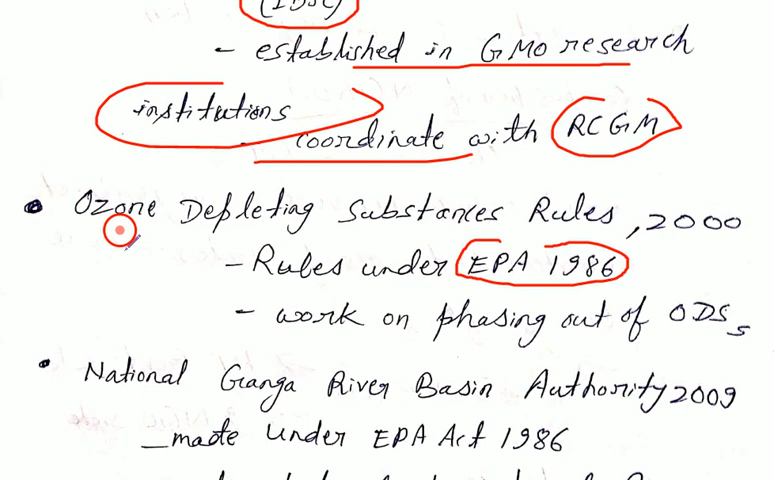 (IBSC)
- established in GMO research
institutions
- coordinate with RCGM
• Ozone Depleting Substances Rules, 2000
- Rules under EPA 1986
- work on phasing out of ODSs
• National Ganga River Basin Authority 2009
- made under EPA Act 1986